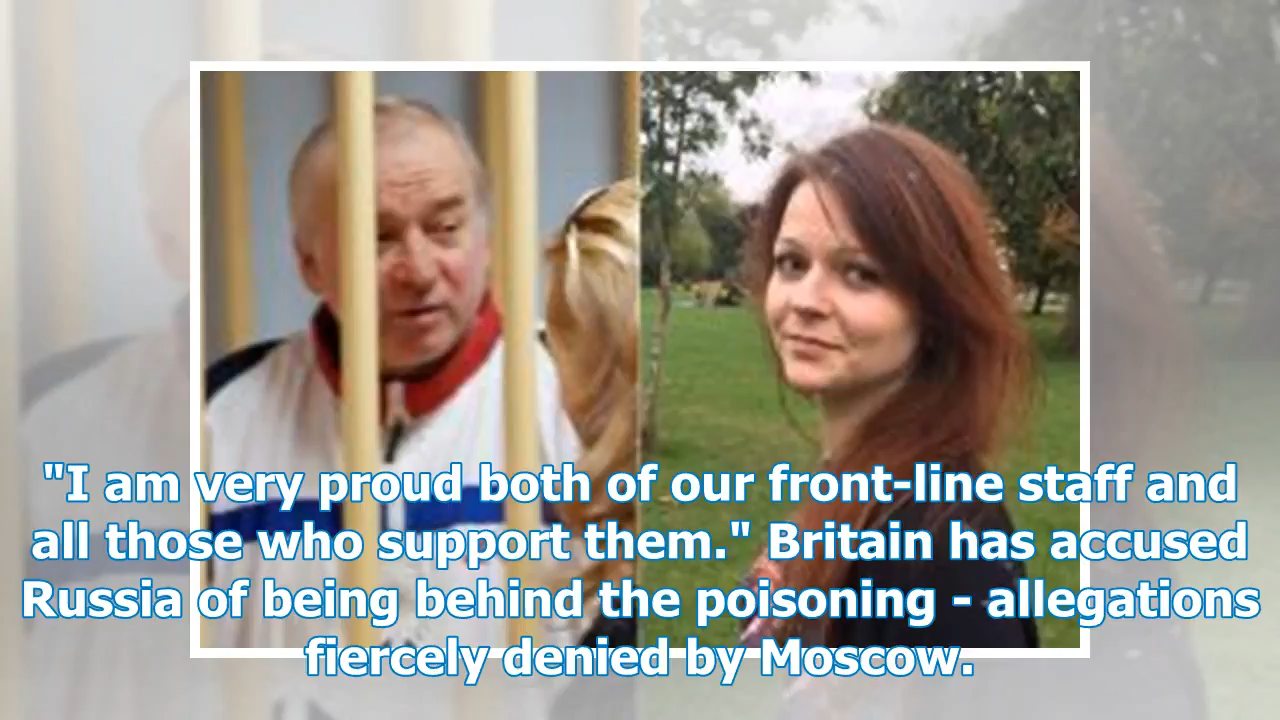 "I am very proud both of our front-line staff and
all those who support them." Britain has accused
Russia of being behind the poisoning - allegations
fiercely denied by Moscow.